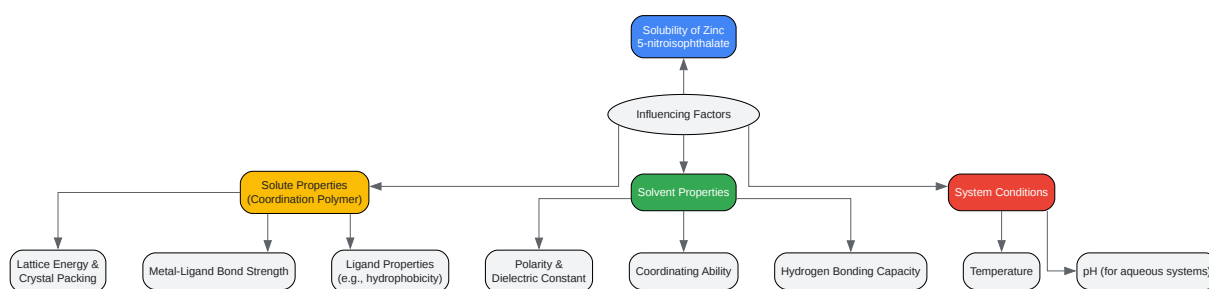 Solubility of Zinc
5-nitroisophthalate
Influencing Factors
Solute Properties
(Coordination Polymer)
Solvent Properties
System Conditions
Lattice Energy &
Crystal Packing
Metal-Ligand Bond Strength
Ligand Properties
(e.g., hydrophobicity)
Polarity &
Dielectric Constant
Coordinating Ability
Hydrogen Bonding Capacity
Temperature
pH (for aqueous systems)